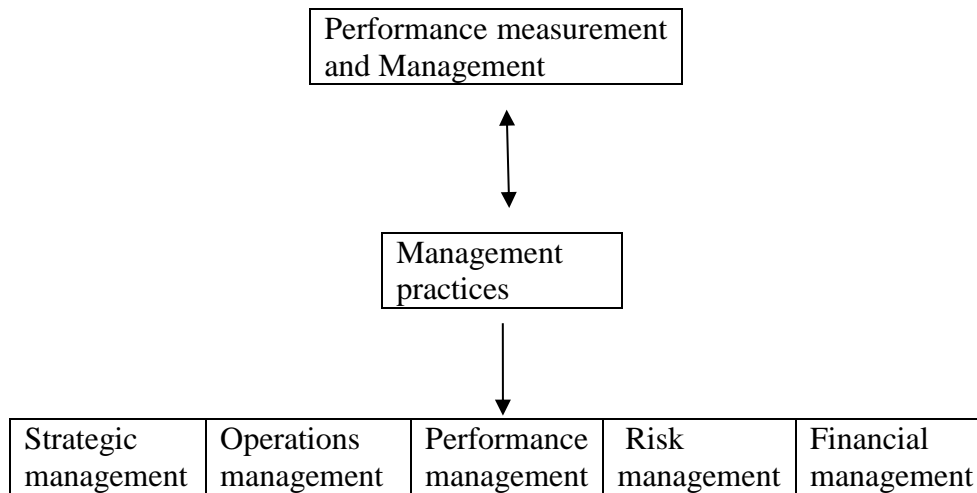 Performance measurement
and Management
Management
practices
Strategic
management
Operations
management
Performance
management
Risk
management
Financial
management